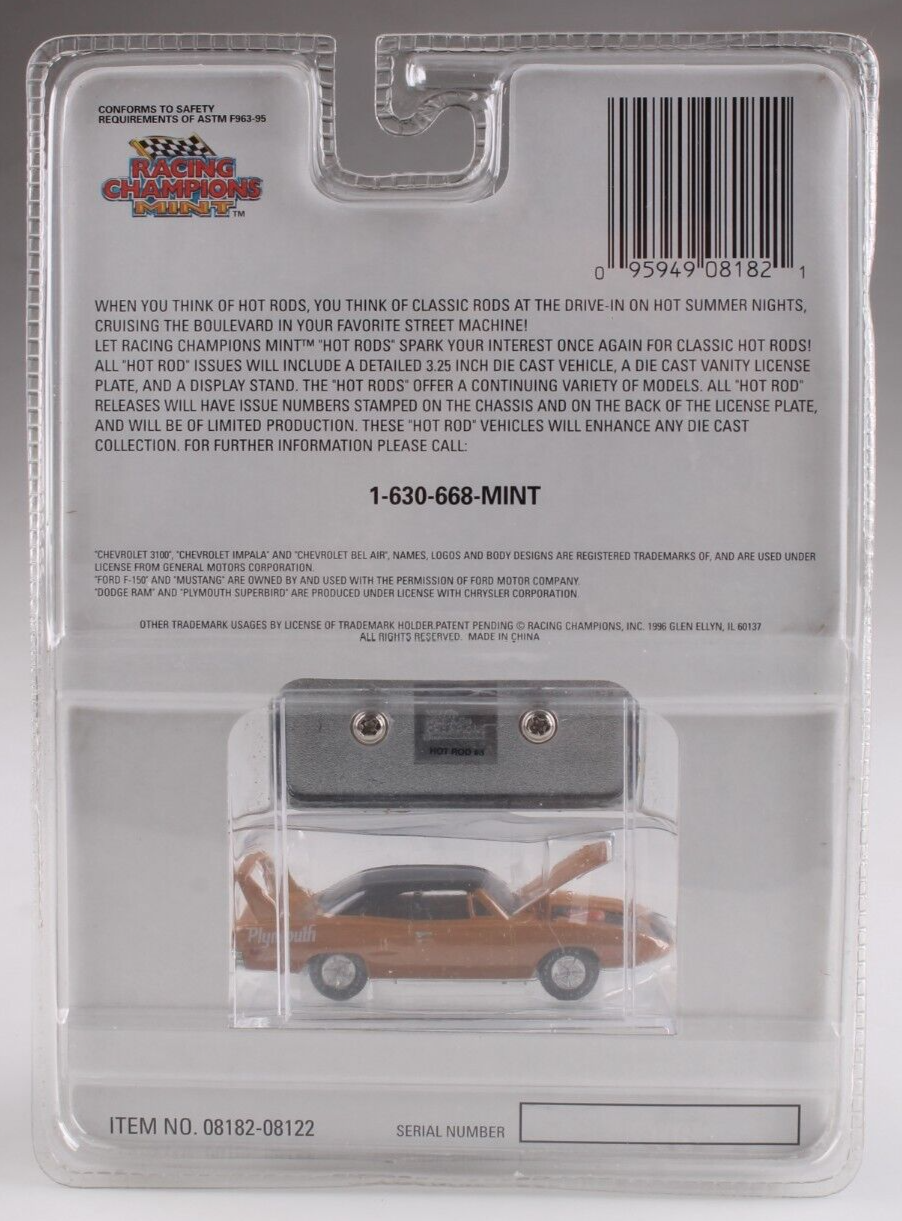 CONFORMS TO SAFETY
REQUIREMENTS OF ASTM F963-95
RACING
CHAMPIONS
MINT™
0 95949 08182 1
WHEN YOU THINK OF HOT RODS, YOU THINK OF CLASSIC RODS AT THE DRIVE-IN ON HOT SUMMER NIGHTS,
CRUISING THE BOULEVARD IN YOUR FAVORITE STREET MACHINE!
LET RACING CHAMPIONS MINT™ "HOT RODS" SPARK YOUR INTEREST ONCE AGAIN FOR CLASSIC HOT RODS!
ALL "HOT ROD" ISSUES WILL INCLUDE A DETAILED 3.25 INCH DIE CAST VEHICLE, A DIE CAST VANITY LICENSE
PLATE, AND A DISPLAY STAND. THE "HOT RODS" OFFER A CONTINUING VARIETY OF MODELS. ALL "HOT ROD"
RELEASES WILL HAVE ISSUE NUMBERS STAMPED ON THE CHASSIS AND ON THE BACK OF THE LICENSE PLATE,
AND WILL BE OF LIMITED PRODUCTION. THESE "HOT ROD" VEHICLES WILL ENHANCE ANY DIE CAST
COLLECTION. FOR FURTHER INFORMATION PLEASE CALL:
1-630-668-MINT
"CHEVROLET 3100", "CHEVROLET IMPALA" AND "CHEVROLET BEL AIR", NAMES, LOGOS AND BODY DESIGNS ARE REGISTERED TRADEMARKS OF, AND ARE USED UNDER
LICENSE FROM GENERAL MOTORS CORPORATION.
"FORD F-150" AND "MUSTANG" ARE OWNED BY AND USED WITH THE PERMISSION OF FORD MOTOR COMPANY.
"DODGE RAM" AND "PLYMOUTH SUPERBIRD" ARE PRODUCED UNDER LICENSE WITH CHRYSLER CORPORATION.
OTHER TRADEMARK USAGES BY LICENSE OF TRADEMARK HOLDER.PATENT PENDING © RACING CHAMPIONS, INC. 1996 GLEN ELLYN, IL 60137
ALL RIGHTS RESERVED. MADE IN CHINA
HOT ROD
Plymouth
ITEM NO. 08182-08122
SERIAL NUMBER